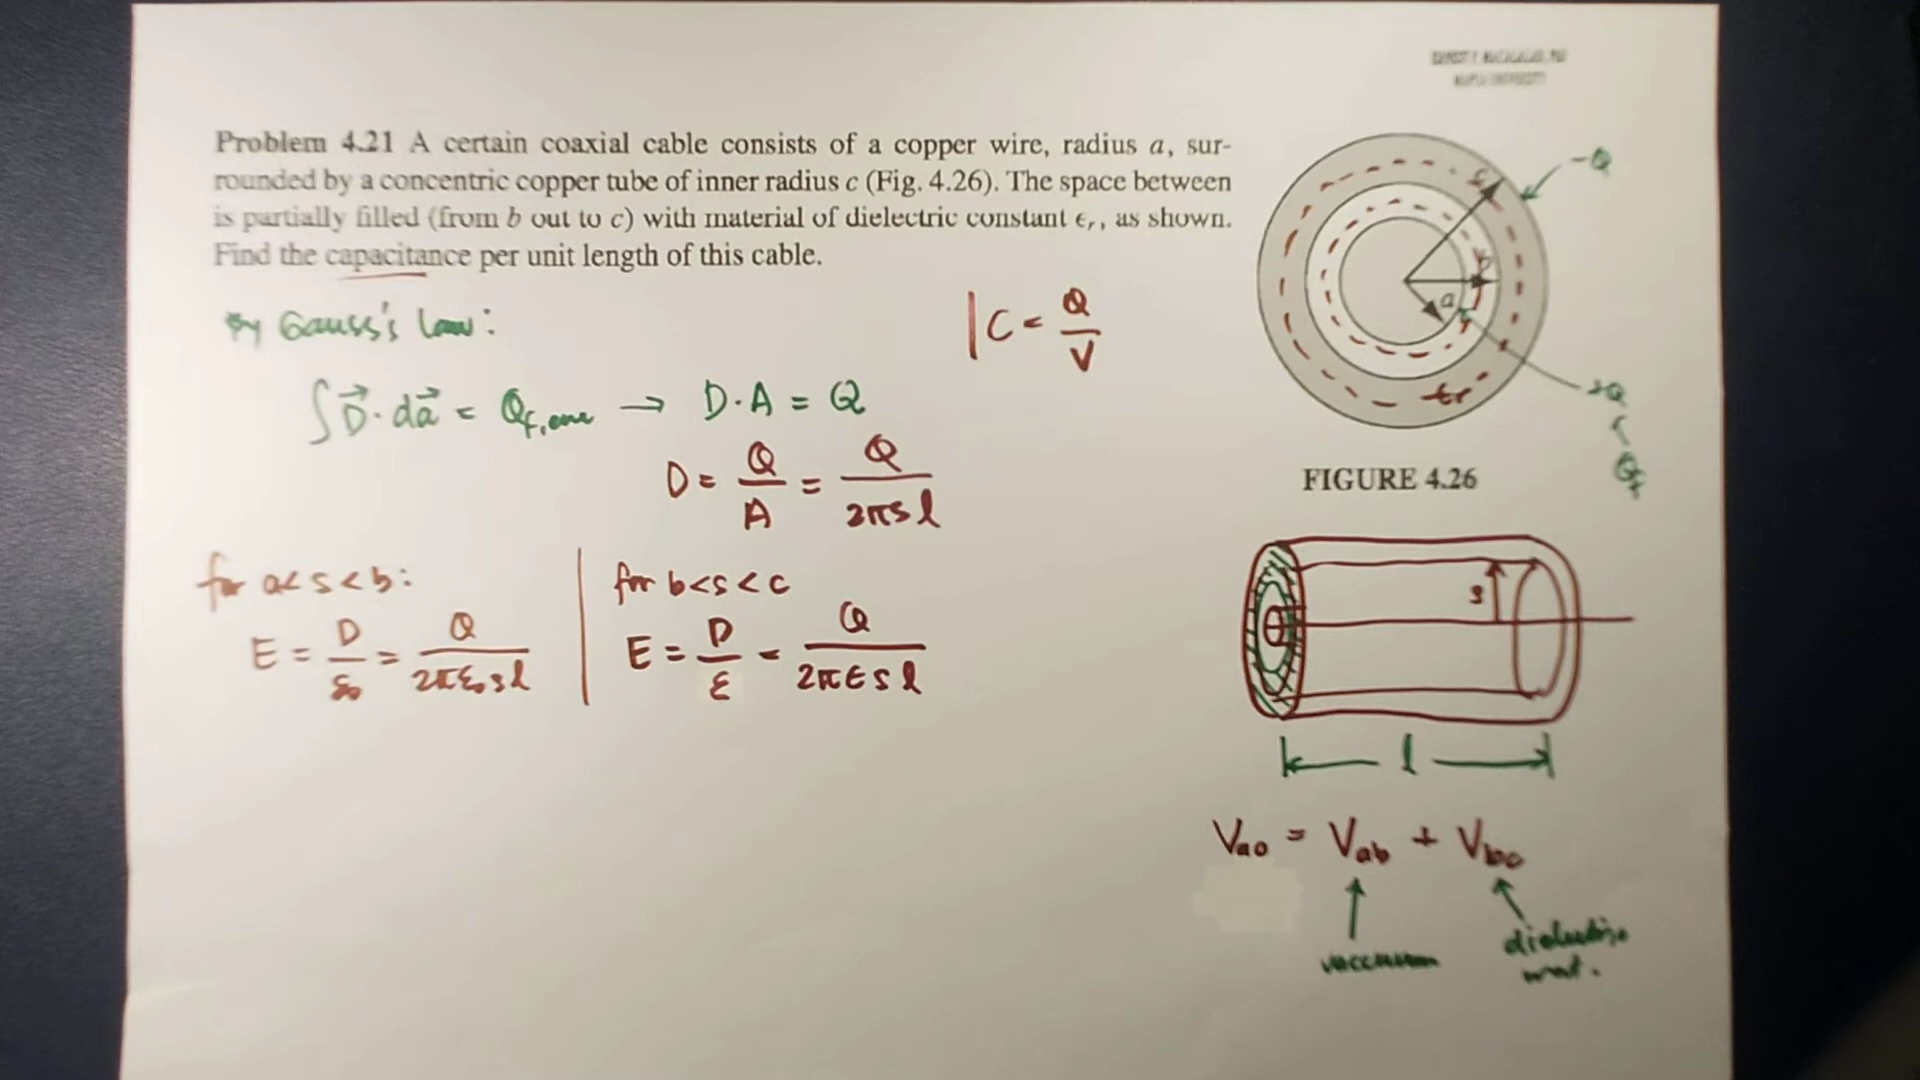 Problem 4.21 A certain coaxial cable consists of a copper wire, radius a, sur-
rounded by a concentric copper tube of inner radius c (Fig. 4.26). The space between
is partially filled (from b out to c) with material of dielectric constant ϵr, as shown.
Find the capacitance per unit length of this cable.
By Gauss's law:
C = Q / V
∫D⃗·da⃗ = Qf,enc → D·A = Q
D = Q / A = Q / 2πsl
for a<s<b:
E = D / ε₀ = Q / 2πε₀sl
for b<s<c
E = D / ε = Q / 2πεsl
-Q
c
b
a
+Q
Qf
εr
FIGURE 4.26
s
l
Vac = Vab + Vbc
vaccuum
dielectric
mat.